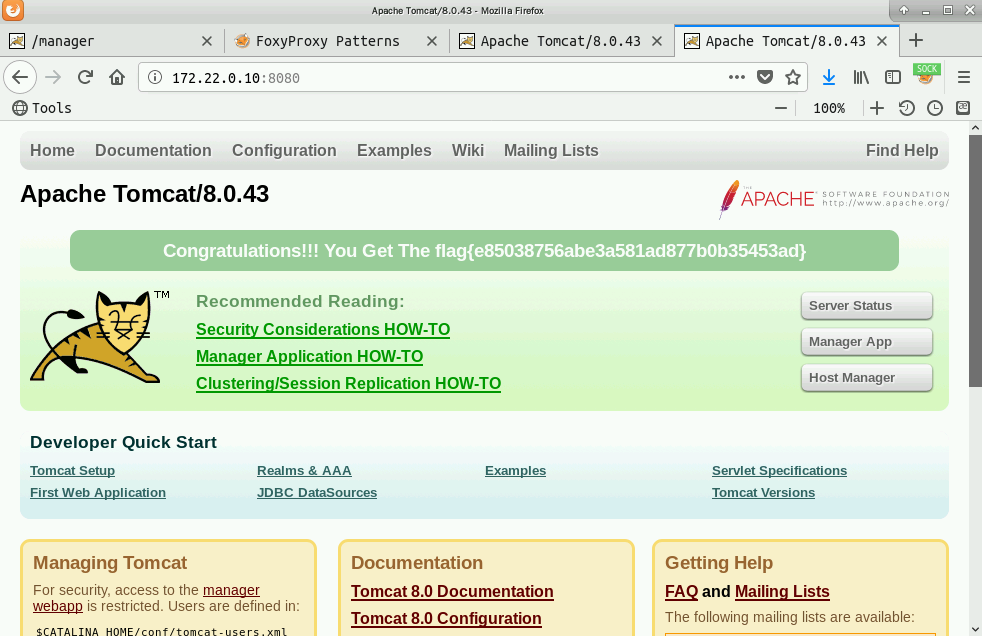 Apache Tomcat/8.0.43 - Mozilla Firefox
/manager
FoxyProxy Patterns
Apache Tomcat/8.0.43
Apache Tomcat/8.0.43
172.22.0.10:8080
SOCK
Tools
100%
Home Documentation Configuration Examples Wiki Mailing Lists Find Help
Apache Tomcat/8.0.43
THE APACHE SOFTWARE FOUNDATION
http://www.apache.org/
Congratulations!!! You Get The flag{e85038756abe3a581ad877b0b35453ad}
TM
Recommended Reading:
Security Considerations HOW-TO
Manager Application HOW-TO
Clustering/Session Replication HOW-TO
Server Status
Manager App
Host Manager
Developer Quick Start
Tomcat Setup
First Web Application
Realms & AAA
JDBC DataSources
Examples
Servlet Specifications
Tomcat Versions
Managing Tomcat
For security, access to the manager
webapp is restricted. Users are defined in:
$CATALINA_HOME/conf/tomcat-users.xml
Documentation
Tomcat 8.0 Documentation
Tomcat 8.0 Configuration
Getting Help
FAQ and Mailing Lists
The following mailing lists are available: